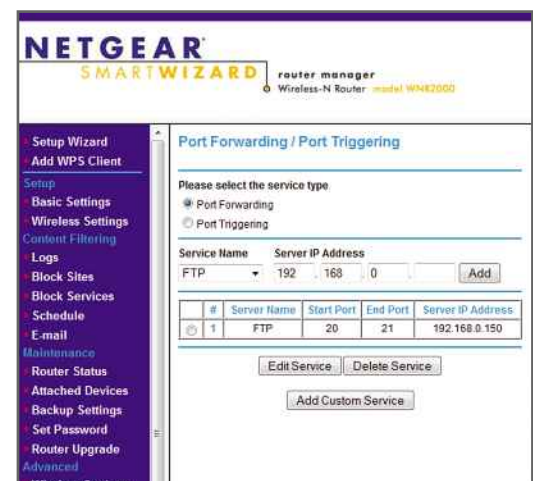 NETGEAR
SMARTWIZARD
router manager
Wireless-N Router model WNR2000
Setup Wizard
Add WPS Client
Setup
Basic Settings
Wireless Settings
Content Filtering
Logs
Block Sites
Block Services
Schedule
E-mail
Maintenance
Router Status
Attached Devices
Backup Settings
Set Password
Router Upgrade
Advanced
Port Forwarding / Port Triggering
Please select the service type
Port Forwarding
Port Triggering
Service Name Server IP Address
FTP 192 . 168 . 0 . Add
# Server Name Start Port End Port Server IP Address
1 FTP 20 21 192.168.0.150
Edit Service Delete Service
Add Custom Service